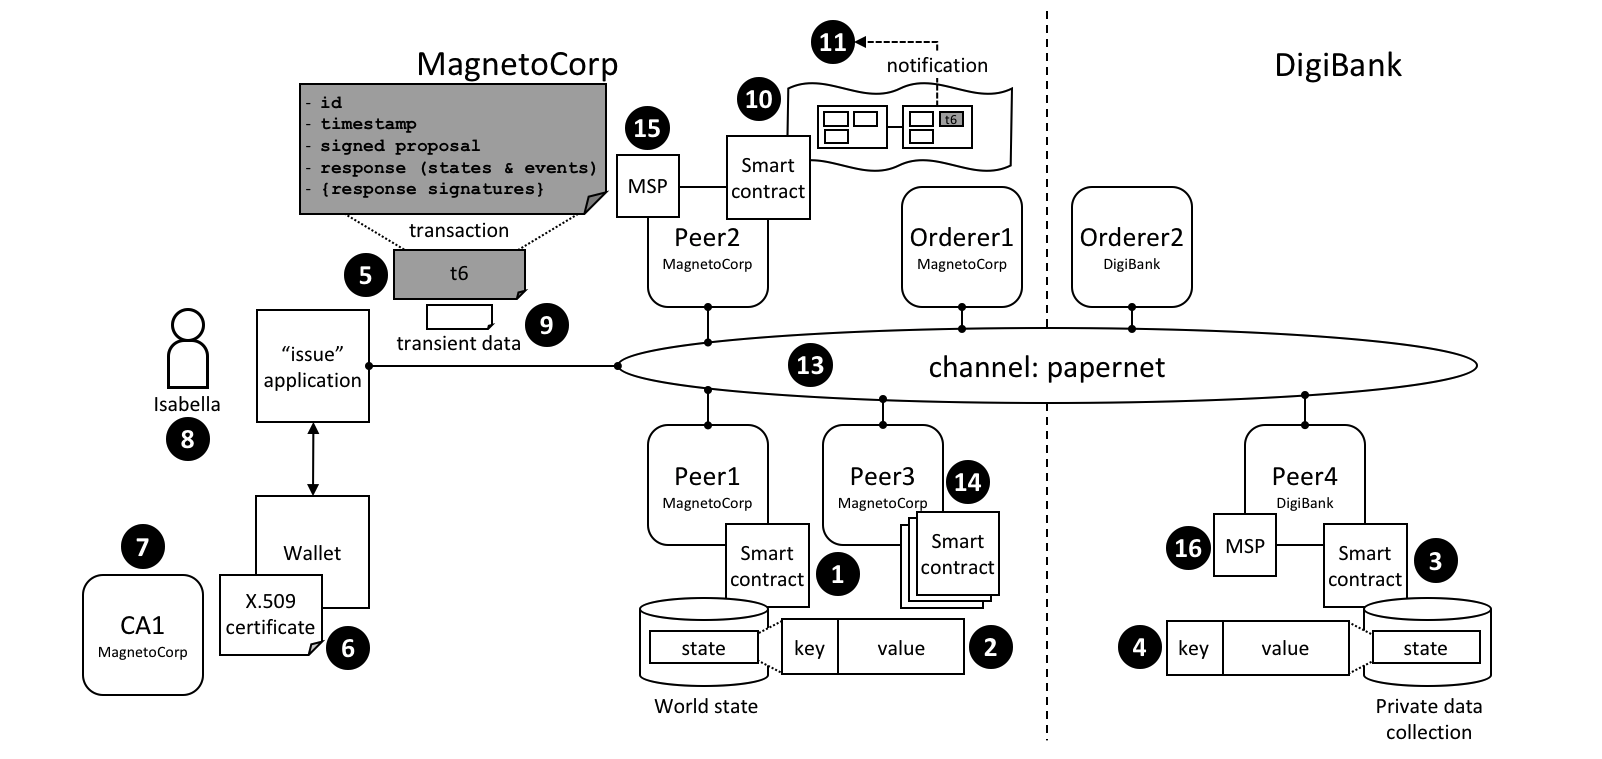 11
notification
MagnetoCorp
DigiBank
- id
- timestamp
- signed proposal
- response (states & events)
- {response signatures}
transaction
15
10
t6
MSP
Smart
contract
Peer2
MagnetoCorp
Orderer1
MagnetoCorp
Orderer2
DigiBank
5
t6
9
transient data
Isabella
8
“issue”
application
13
channel: papernet
Peer1
MagnetoCorp
Peer3
MagnetoCorp
14
Peer4
DigiBank
7
Wallet
CA1
MagnetoCorp
X.509
certificate
6
Smart
contract
1
Smart
contract
16
MSP
Smart
contract
3
state
key
value
2
World state
4
key
value
state
Private data
collection